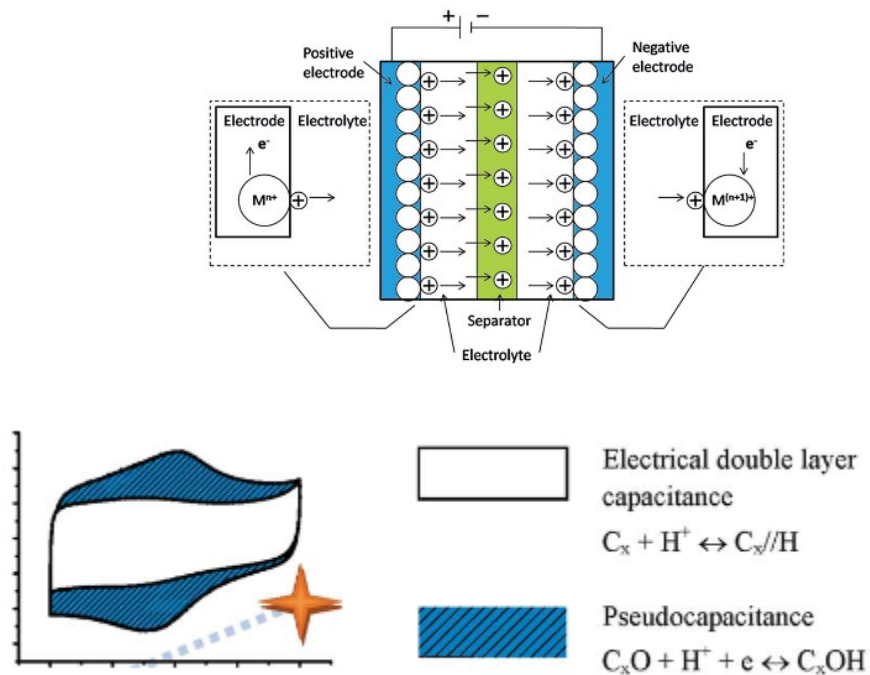 + −
Positive
electrode
Negative
electrode
Electrode
Electrolyte
e⁻
Mⁿ⁺
+
Electrolyte
Electrode
e⁻
M⁽ⁿ⁺¹⁾⁺
+
+ + +  +
+ + +  +
+ + +  +
+ + +  +
+ + +  +
+ + +  +
+ + +  +
Separator
Electrolyte
Electrical double layer
capacitance
Cₓ + H⁺ ↔ Cₓ//H
Pseudocapacitance
CₓO + H⁺ + e ↔ CₓOH